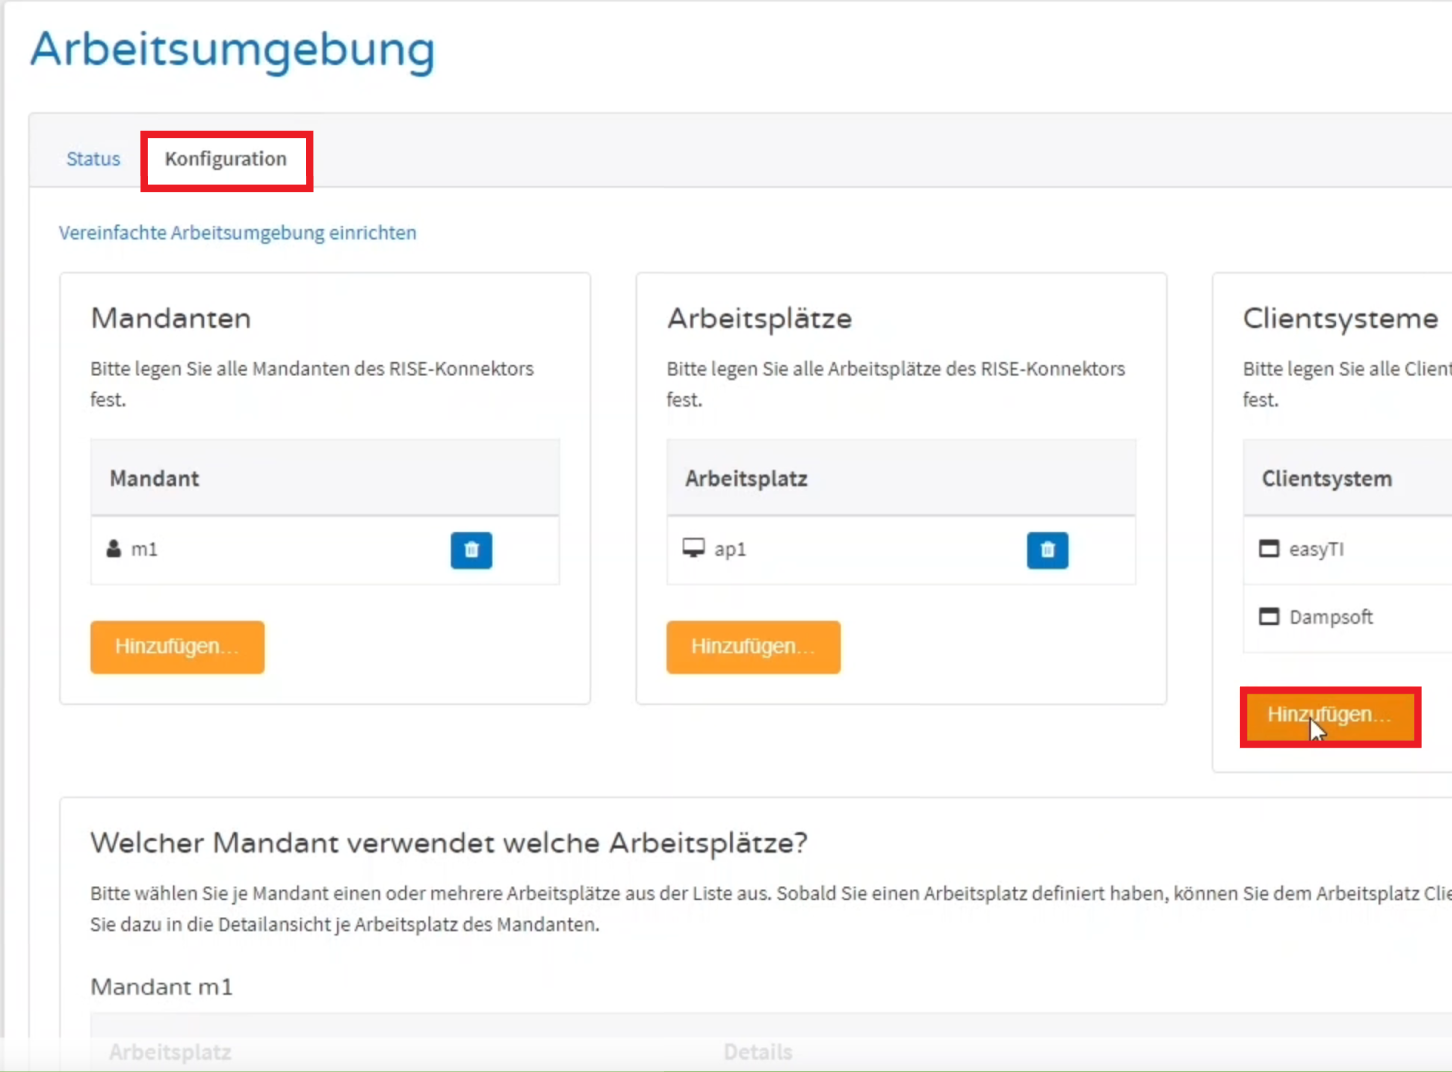 Arbeitsumgebung
Status
Konfiguration
Vereinfachte Arbeitsumgebung einrichten
Mandanten
Bitte legen Sie alle Mandanten des RISE-Konnektors
fest.
Mandant
m1
Hinzufügen...
Arbeitsplätze
Bitte legen Sie alle Arbeitsplätze des RISE-Konnektors
fest.
Arbeitsplatz
ap1
Hinzufügen...
Clientsysteme
Bitte legen Sie alle Client
fest.
Clientsystem
easyTI
Dampsoft
Hinzufügen...
Welcher Mandant verwendet welche Arbeitsplätze?
Bitte wählen Sie je Mandant einen oder mehrere Arbeitsplätze aus der Liste aus. Sobald Sie einen Arbeitsplatz definiert haben, können Sie dem Arbeitsplatz Clie
Sie dazu in die Detailansicht je Arbeitsplatz des Mandanten.
Mandant m1
Arbeitsplatz
Details